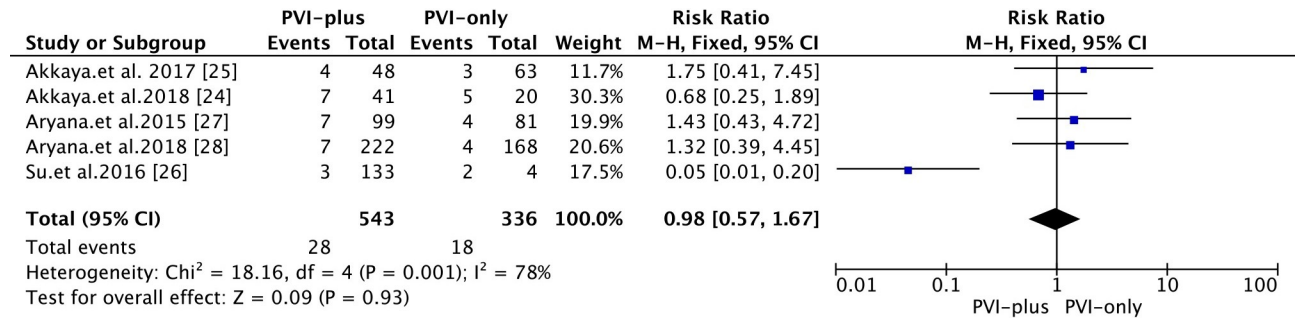 PVI-plus PVI-only Risk Ratio Risk Ratio
Study or Subgroup Events Total Events Total Weight M-H, Fixed, 95% CI M-H, Fixed, 95% CI
Akkaya.et al. 2017 [25] 4 48 3 63 11.7% 1.75 [0.41, 7.45]
Akkaya.et al.2018 [24] 7 41 5 20 30.3% 0.68 [0.25, 1.89]
Aryana.et al.2015 [27] 7 99 4 81 19.9% 1.43 [0.43, 4.72]
Aryana.et al.2018 [28] 7 222 4 168 20.6% 1.32 [0.39, 4.45]
Su.et al.2016 [26] 3 133 2 4 17.5% 0.05 [0.01, 0.20]
Total (95% CI) 543 336 100.0% 0.98 [0.57, 1.67]
Total events 28 18
Heterogeneity: Chi² = 18.16, df = 4 (P = 0.001); I² = 78%
Test for overall effect: Z = 0.09 (P = 0.93)
0.01 0.1 1 10 100
PVI-plus PVI-only